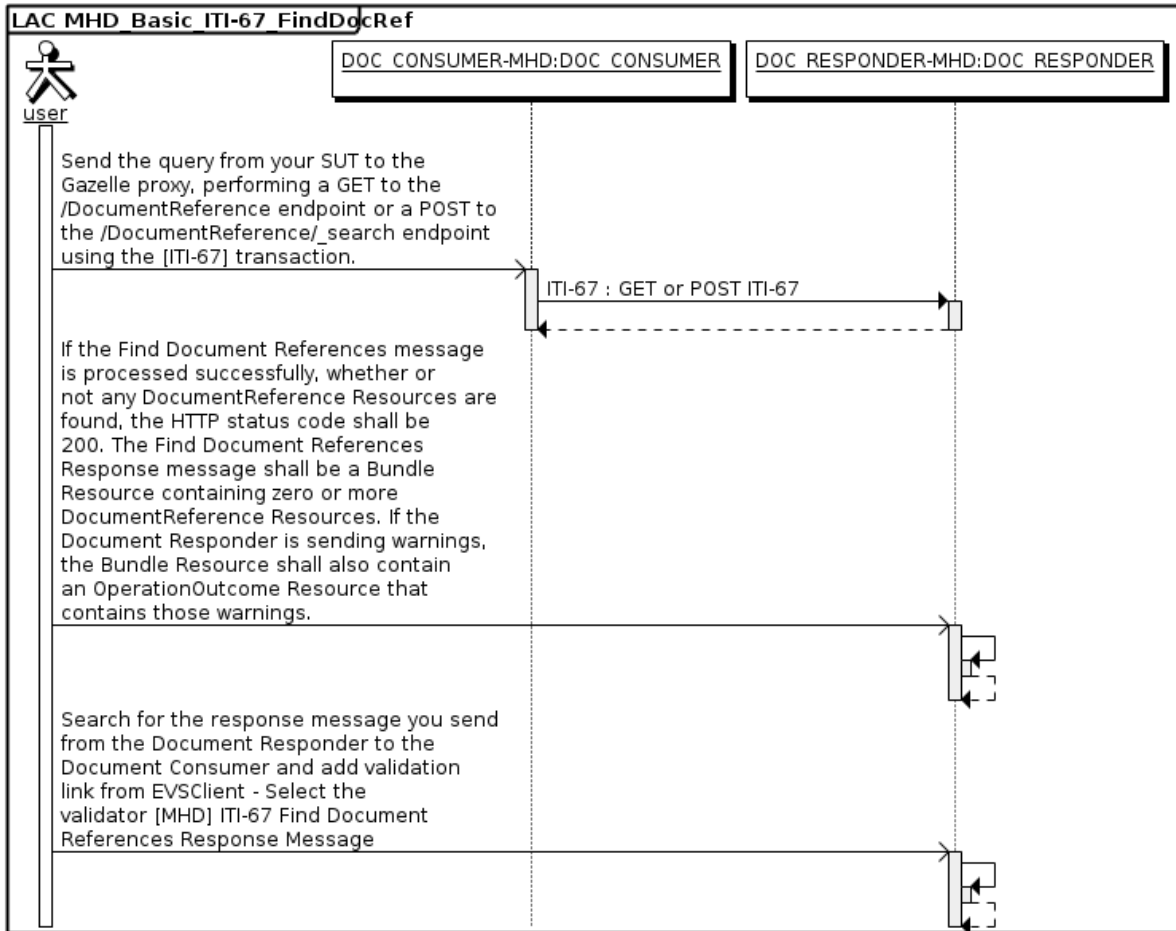 LAC MHD_Basic_ITI-67_FindDocRef
DOC_CONSUMER-MHD:DOC_CONSUMER
DOC_RESPONDER-MHD:DOC_RESPONDER
user
Send the query from your SUT to the
Gazelle proxy, performing a GET to the
/DocumentReference endpoint or a POST to
the /DocumentReference/_search endpoint
using the [ITI-67] transaction.
ITI-67 : GET or POST ITI-67
If the Find Document References message
is processed successfully, whether or
not any DocumentReference Resources are
found, the HTTP status code shall be
200. The Find Document References
Response message shall be a Bundle
Resource containing zero or more
DocumentReference Resources. If the
Document Responder is sending warnings,
the Bundle Resource shall also contain
an OperationOutcome Resource that
contains those warnings.
Search for the response message you send
from the Document Responder to the
Document Consumer and add validation
link from EVSClient - Select the
validator [MHD] ITI-67 Find Document
References Response Message